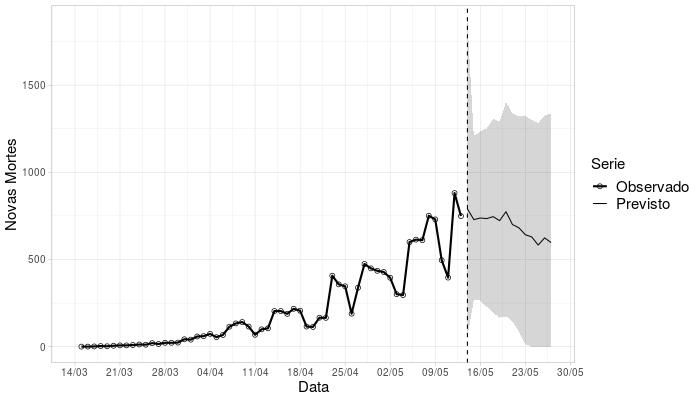 Novas Mortes
1500
1000
500
0
14/03 21/03 28/03 04/04 11/04 18/04 25/04 02/05 09/05 16/05 23/05 30/05
Data
Serie
Observado
Previsto